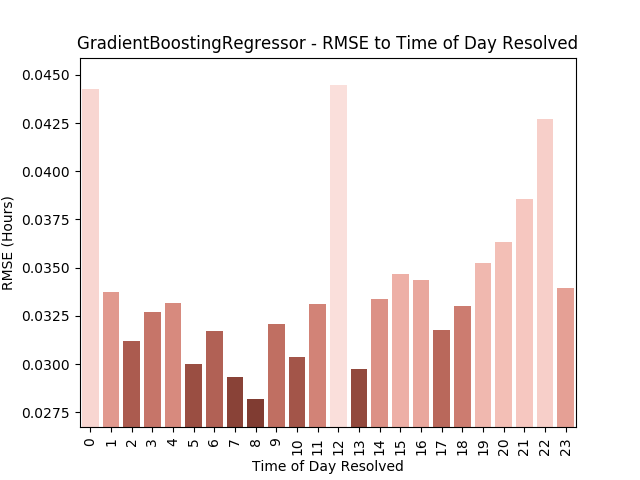 GradientBoostingRegressor - RMSE to Time of Day Resolved
0.0450
0.0425
0.0400
0.0375
0.0350
0.0325
0.0300
0.0275
RMSE (Hours)
0 1 2 3 4 5 6 7 8 9 10 11 12 13 14 15 16 17 18 19 20 21 22 23
Time of Day Resolved